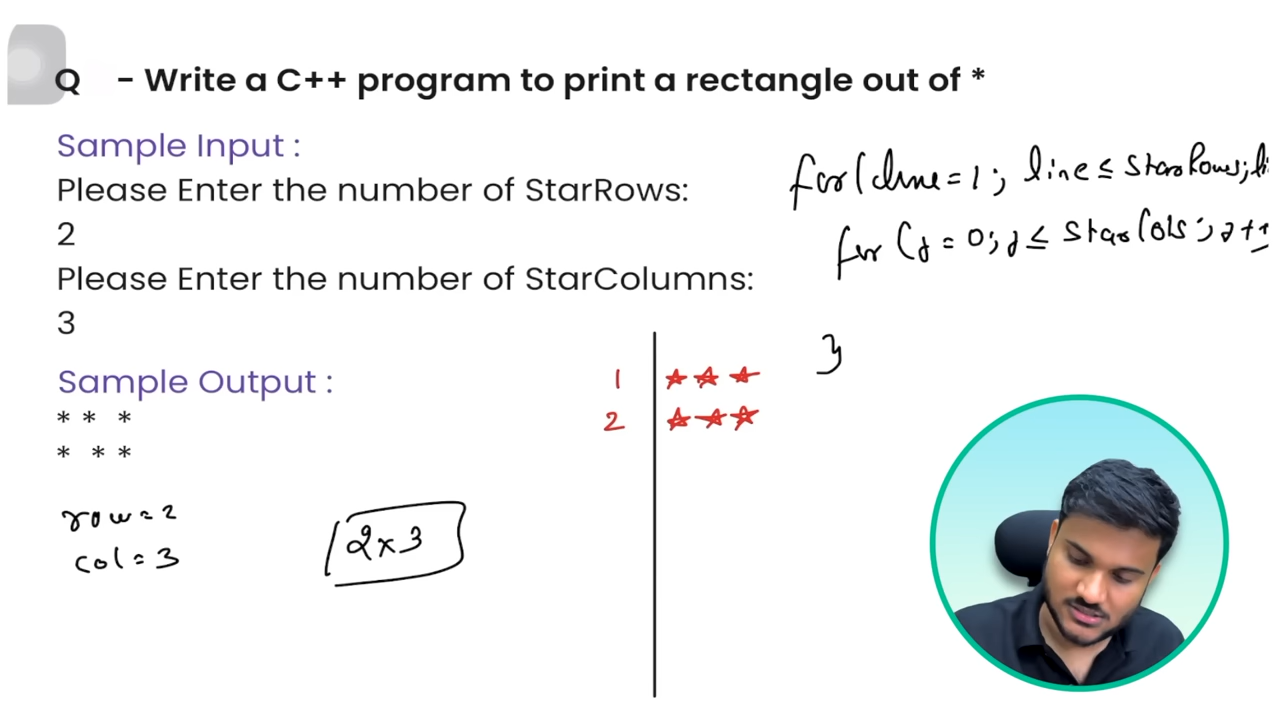 Q - Write a C++ program to print a rectangle out of *
Sample Input :
Please Enter the number of StarRows:
2
Please Enter the number of StarColumns:
3
Sample Output :
* * *
* * *
row = 2
col = 3
2x3
1
2
for(line = 1; line ≤ starRows; li
for (j = 0; j ≤ starCols; j++
}